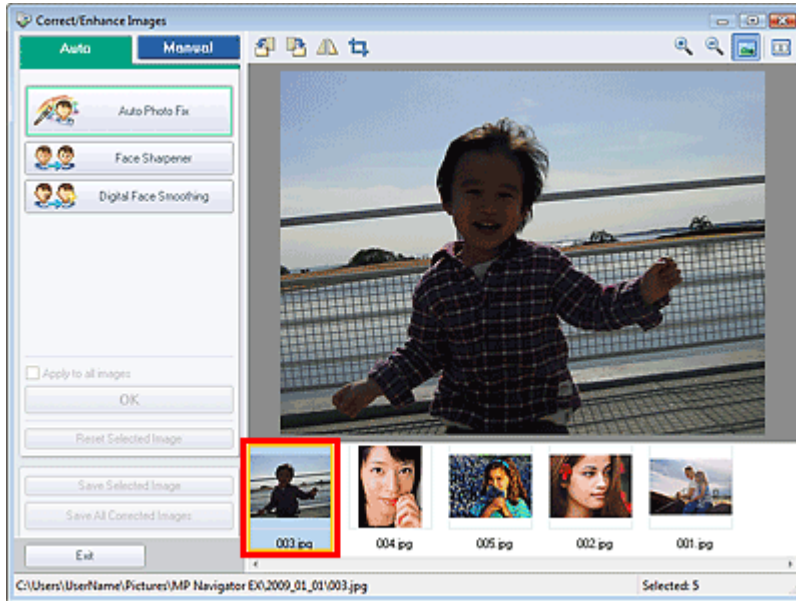 Correct/Enhance Images
Auto
Manual
Auto Photo Fix
Face Sharpener
Digital Face Smoothing
Apply to all images
OK
Reset Selected Image
Save Selected Image
Save All Corrected Images
Exit
003.jpg
004.jpg
005.jpg
002.jpg
001.jpg
C:\Users\UserName\Pictures\MP Navigator EX\2009_01_01\003.jpg
Selected: 5